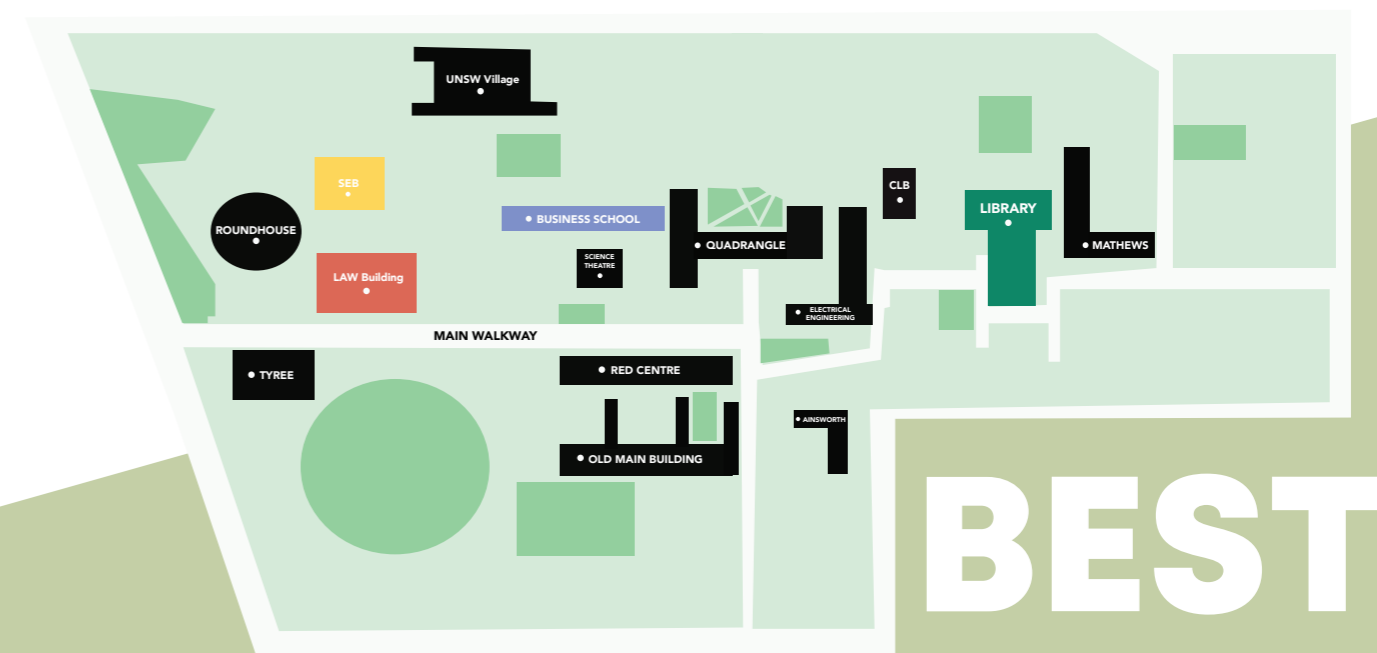 UNSW Village
SEB
CLB
LIBRARY
BUSINESS SCHOOL
ROUNDHOUSE
QUADRANGLE
MATHEWS
SCIENCE
THEATRE
LAW Building
ELECTRICAL
ENGINEERING
MAIN WALKWAY
TYREE
RED CENTRE
AINSWORTH
OLD MAIN BUILDING
BEST